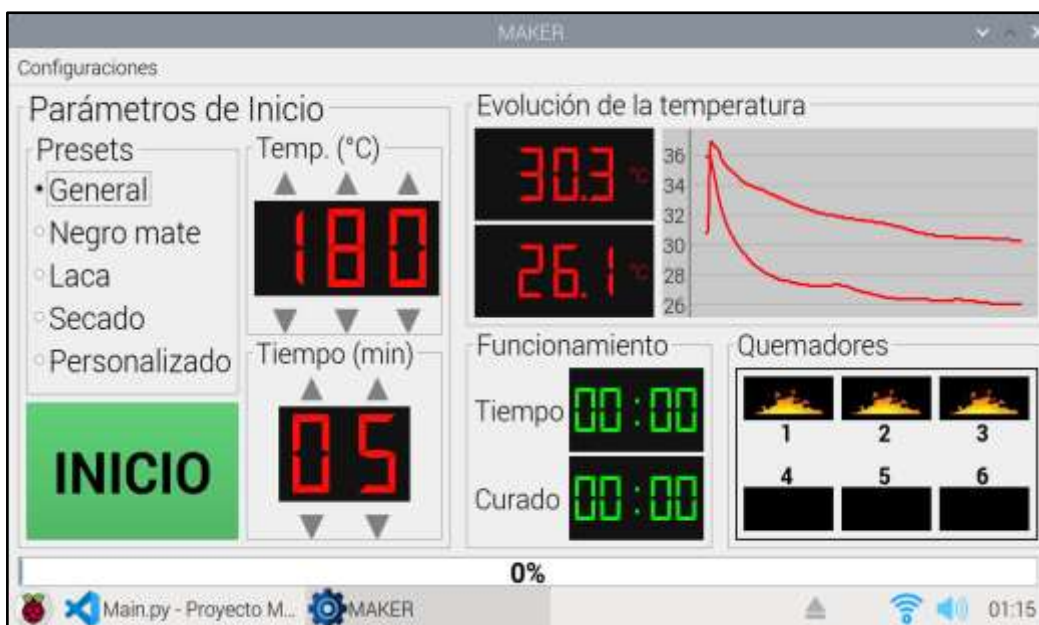 MAKER
Configuraciones
Parámetros de Inicio
Presets
General
Negro mate
Laca
Secado
Personalizado
Temp. (°C)
180
Tiempo (min)
05
INICIO
Evolución de la temperatura
30.3 °C
26.1 °C
36
34
32
30
28
26
Funcionamiento
Tiempo 00:00
Curado 00:00
Quemadores
1 2 3
4 5 6
0%
Main.py - Proyecto M... MAKER 01:15